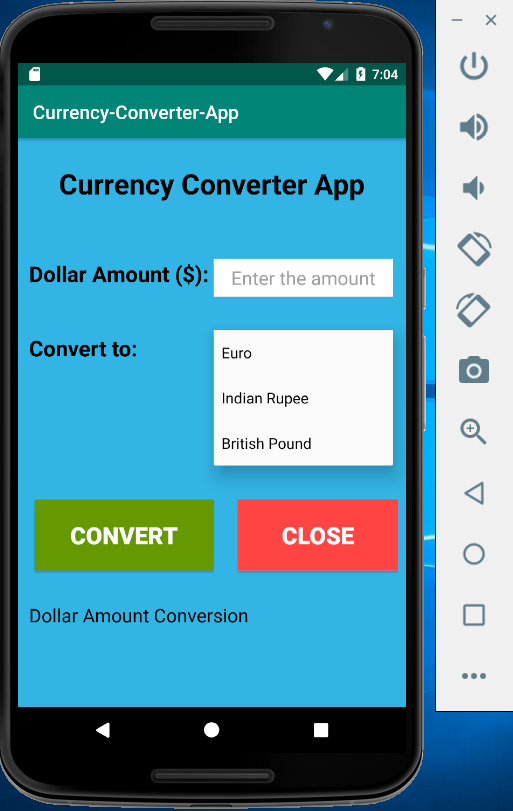 7:04
Currency-Converter-App
Currency Converter App
Dollar Amount ($): Enter the amount
Convert to:
Euro
Indian Rupee
British Pound
CONVERT CLOSE
Dollar Amount Conversion